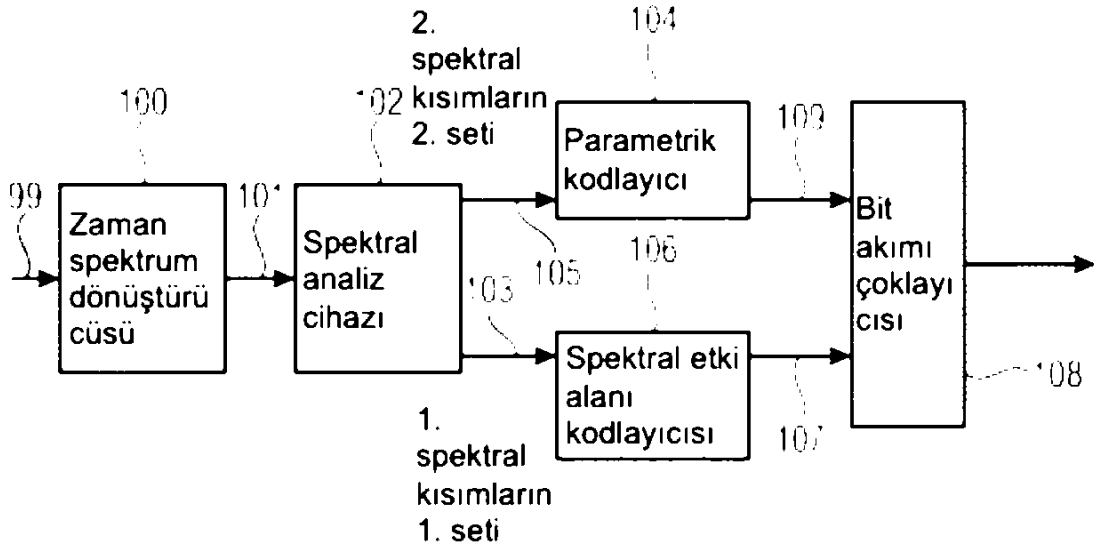 2.
spektral
kısımların
2. seti
104
100
102
109
99
Zaman
spektrum
dönüştürü
cüsü
101
Spektral
analiz
cihazı
Parametrik
kodlayıcı
105
103
106
Spektral etki
alanı
kodlayıcısı
107
Bit
akımı
çoklayı
cısı
108
1.
spektral
kısımların
1. seti